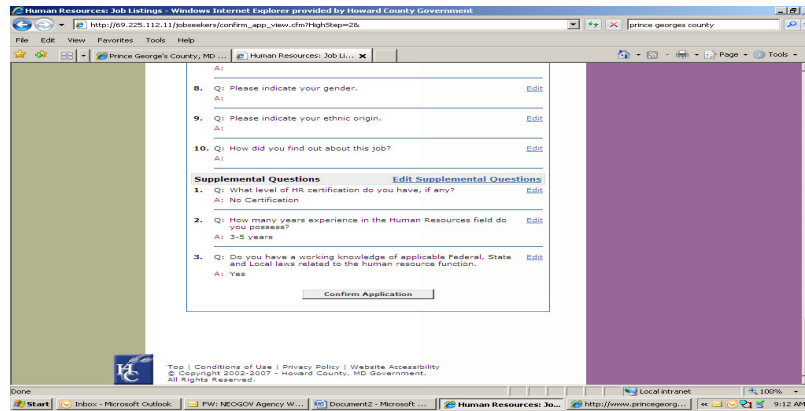 Human Resources: Job Listings - Windows Internet Explorer provided by Howard County Government
http://69.225.112.11/jobseekers/confirm_app_view.cfm?HighStep=2&
prince georges county
File Edit View Favorites Tools Help
Prince George's County, MD ...
Human Resources: Job Li...
Page
Tools
A:
8. Q: Please indicate your gender. Edit
A:
9. Q: Please indicate your ethnic origin. Edit
A:
10. Q: How did you find out about this job? Edit
A:
Supplemental Questions Edit Supplemental Questions
1. Q: What level of HR certification do you have, if any? Edit
A: No Certification
2. Q: How many years experience in the Human Resources field do Edit
you possess?
A: 3-5 years
3. Q: Do you have a working knowledge of applicable Federal, State Edit
and Local laws related to the human resource function.
A: Yes
Confirm Application
HC
Top | Conditions of Use | Privacy Policy | Website Accessibility
© Copyright 2002-2007 - Howard County, MD Government.
All Rights Reserved.
Done
Local intranet
100%
Start
Inbox - Microsoft Outlook
FW: NEOGOV Agency W...
Document2 - Microsoft ...
Human Resources: Jo...
http://www.princegeorg...
9:12 AM